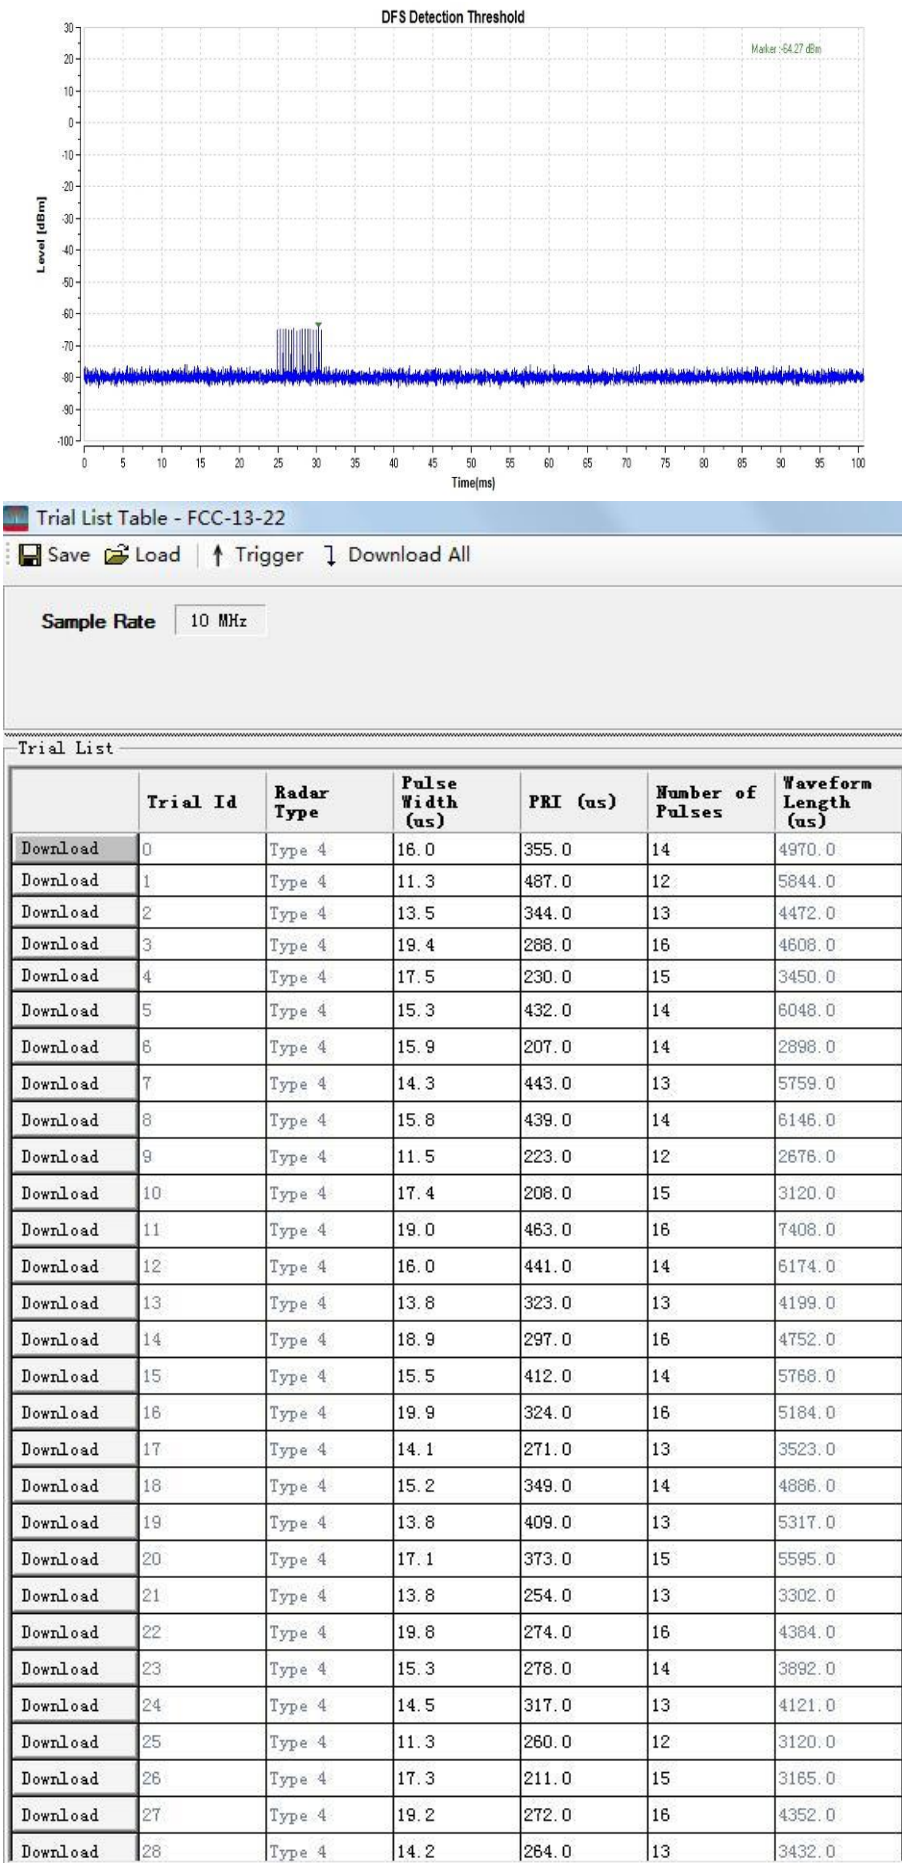 DFS Detection Threshold
Marker :-64.27 dBm
30
20
10
0
-10
-20
-30
-40
-50
-60
-70
-80
-90
-100
Level [dBm]
0 5 10 15 20 25 30 35 40 45 50 55 60 65 70 75 80 85 90 95 100
Time(ms)
Trial List Table - FCC-13-22
Save Load Trigger Download All
Sample Rate 10 MHz
Trial List
Trial Id Radar Type Pulse Width (us) PRI (us) Number of Pulses Waveform Length (us)
Download 0 Type 4 16.0 355.0 14 4970.0
Download 1 Type 4 11.3 487.0 12 5844.0
Download 2 Type 4 13.5 344.0 13 4472.0
Download 3 Type 4 19.4 288.0 16 4608.0
Download 4 Type 4 17.5 230.0 15 3450.0
Download 5 Type 4 15.3 432.0 14 6048.0
Download 6 Type 4 15.9 207.0 14 2898.0
Download 7 Type 4 14.3 443.0 13 5759.0
Download 8 Type 4 15.8 439.0 14 6146.0
Download 9 Type 4 11.5 223.0 12 2676.0
Download 10 Type 4 17.4 208.0 15 3120.0
Download 11 Type 4 19.0 463.0 16 7408.0
Download 12 Type 4 16.0 441.0 14 6174.0
Download 13 Type 4 13.8 323.0 13 4199.0
Download 14 Type 4 18.9 297.0 16 4752.0
Download 15 Type 4 15.5 412.0 14 5768.0
Download 16 Type 4 19.9 324.0 16 5184.0
Download 17 Type 4 14.1 271.0 13 3523.0
Download 18 Type 4 15.2 349.0 14 4886.0
Download 19 Type 4 13.8 409.0 13 5317.0
Download 20 Type 4 17.1 373.0 15 5595.0
Download 21 Type 4 13.8 254.0 13 3302.0
Download 22 Type 4 19.8 274.0 16 4384.0
Download 23 Type 4 15.3 278.0 14 3892.0
Download 24 Type 4 14.5 317.0 13 4121.0
Download 25 Type 4 11.3 260.0 12 3120.0
Download 26 Type 4 17.3 211.0 15 3165.0
Download 27 Type 4 19.2 272.0 16 4352.0
Download 28 Type 4 14.2 264.0 13 3432.0